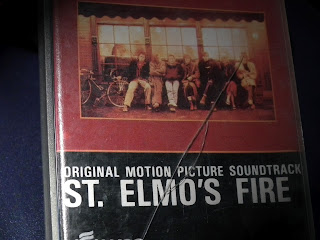 ORIGINAL MOTION PICTURE SOUNDTRACK
ST. ELMO'S FIRE